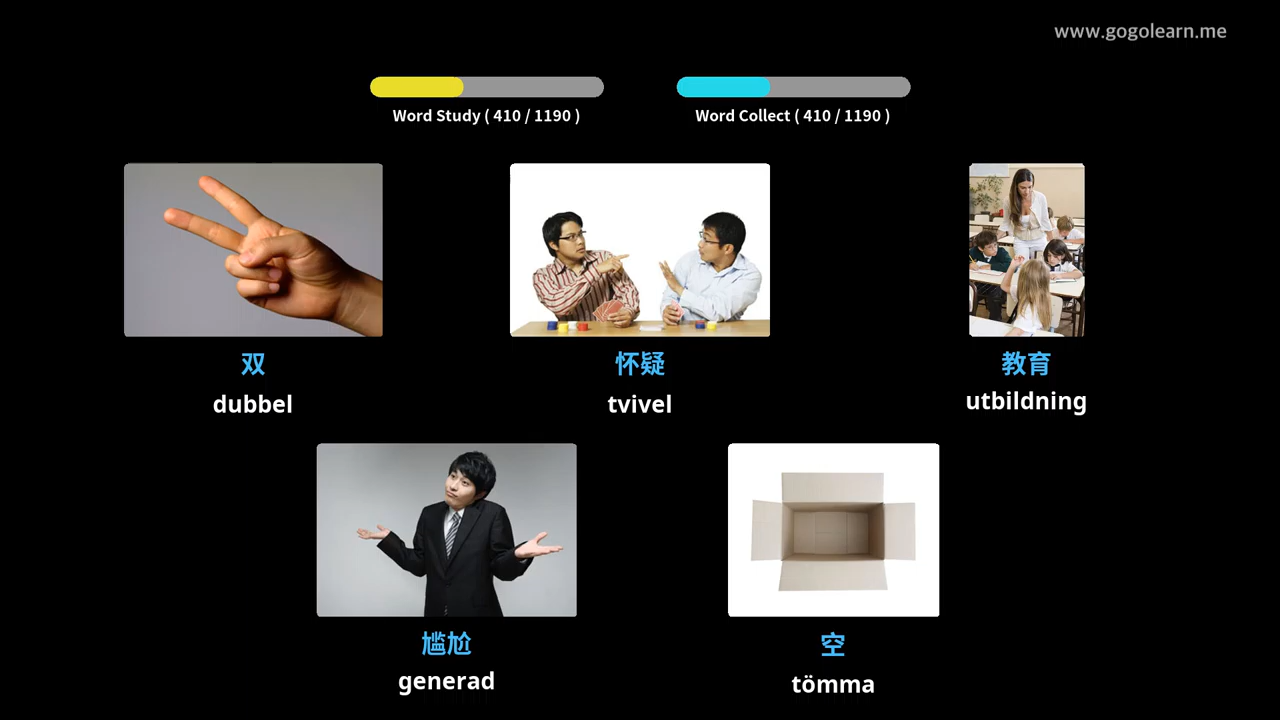 www.gogolearn.me
Word Study ( 410 / 1190 )
Word Collect ( 410 / 1190 )
双
dubbel
怀疑
tvivel
教育
utbildning
尴尬
generad
空
tömma